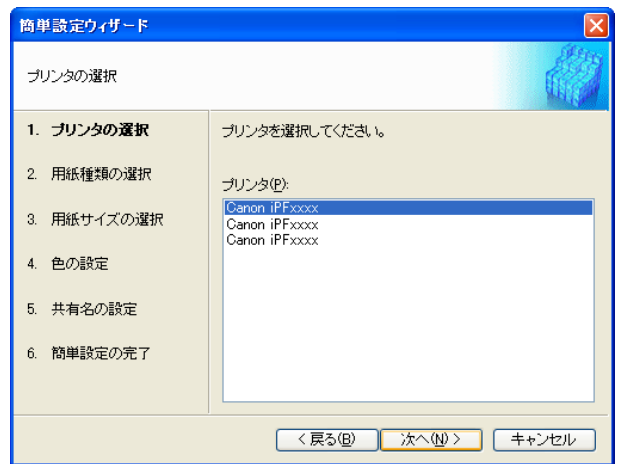 簡単設定ウィザード
プリンタの選択
1. プリンタの選択
2. 用紙種類の選択
3. 用紙サイズの選択
4. 色の設定
5. 共有名の設定
6. 簡単設定の完了
プリンタを選択してください。
プリンタ(P):
Canon iPFxxxx
Canon iPFxxxx
Canon iPFxxxx
< 戻る(B) 次へ(N) > キャンセル